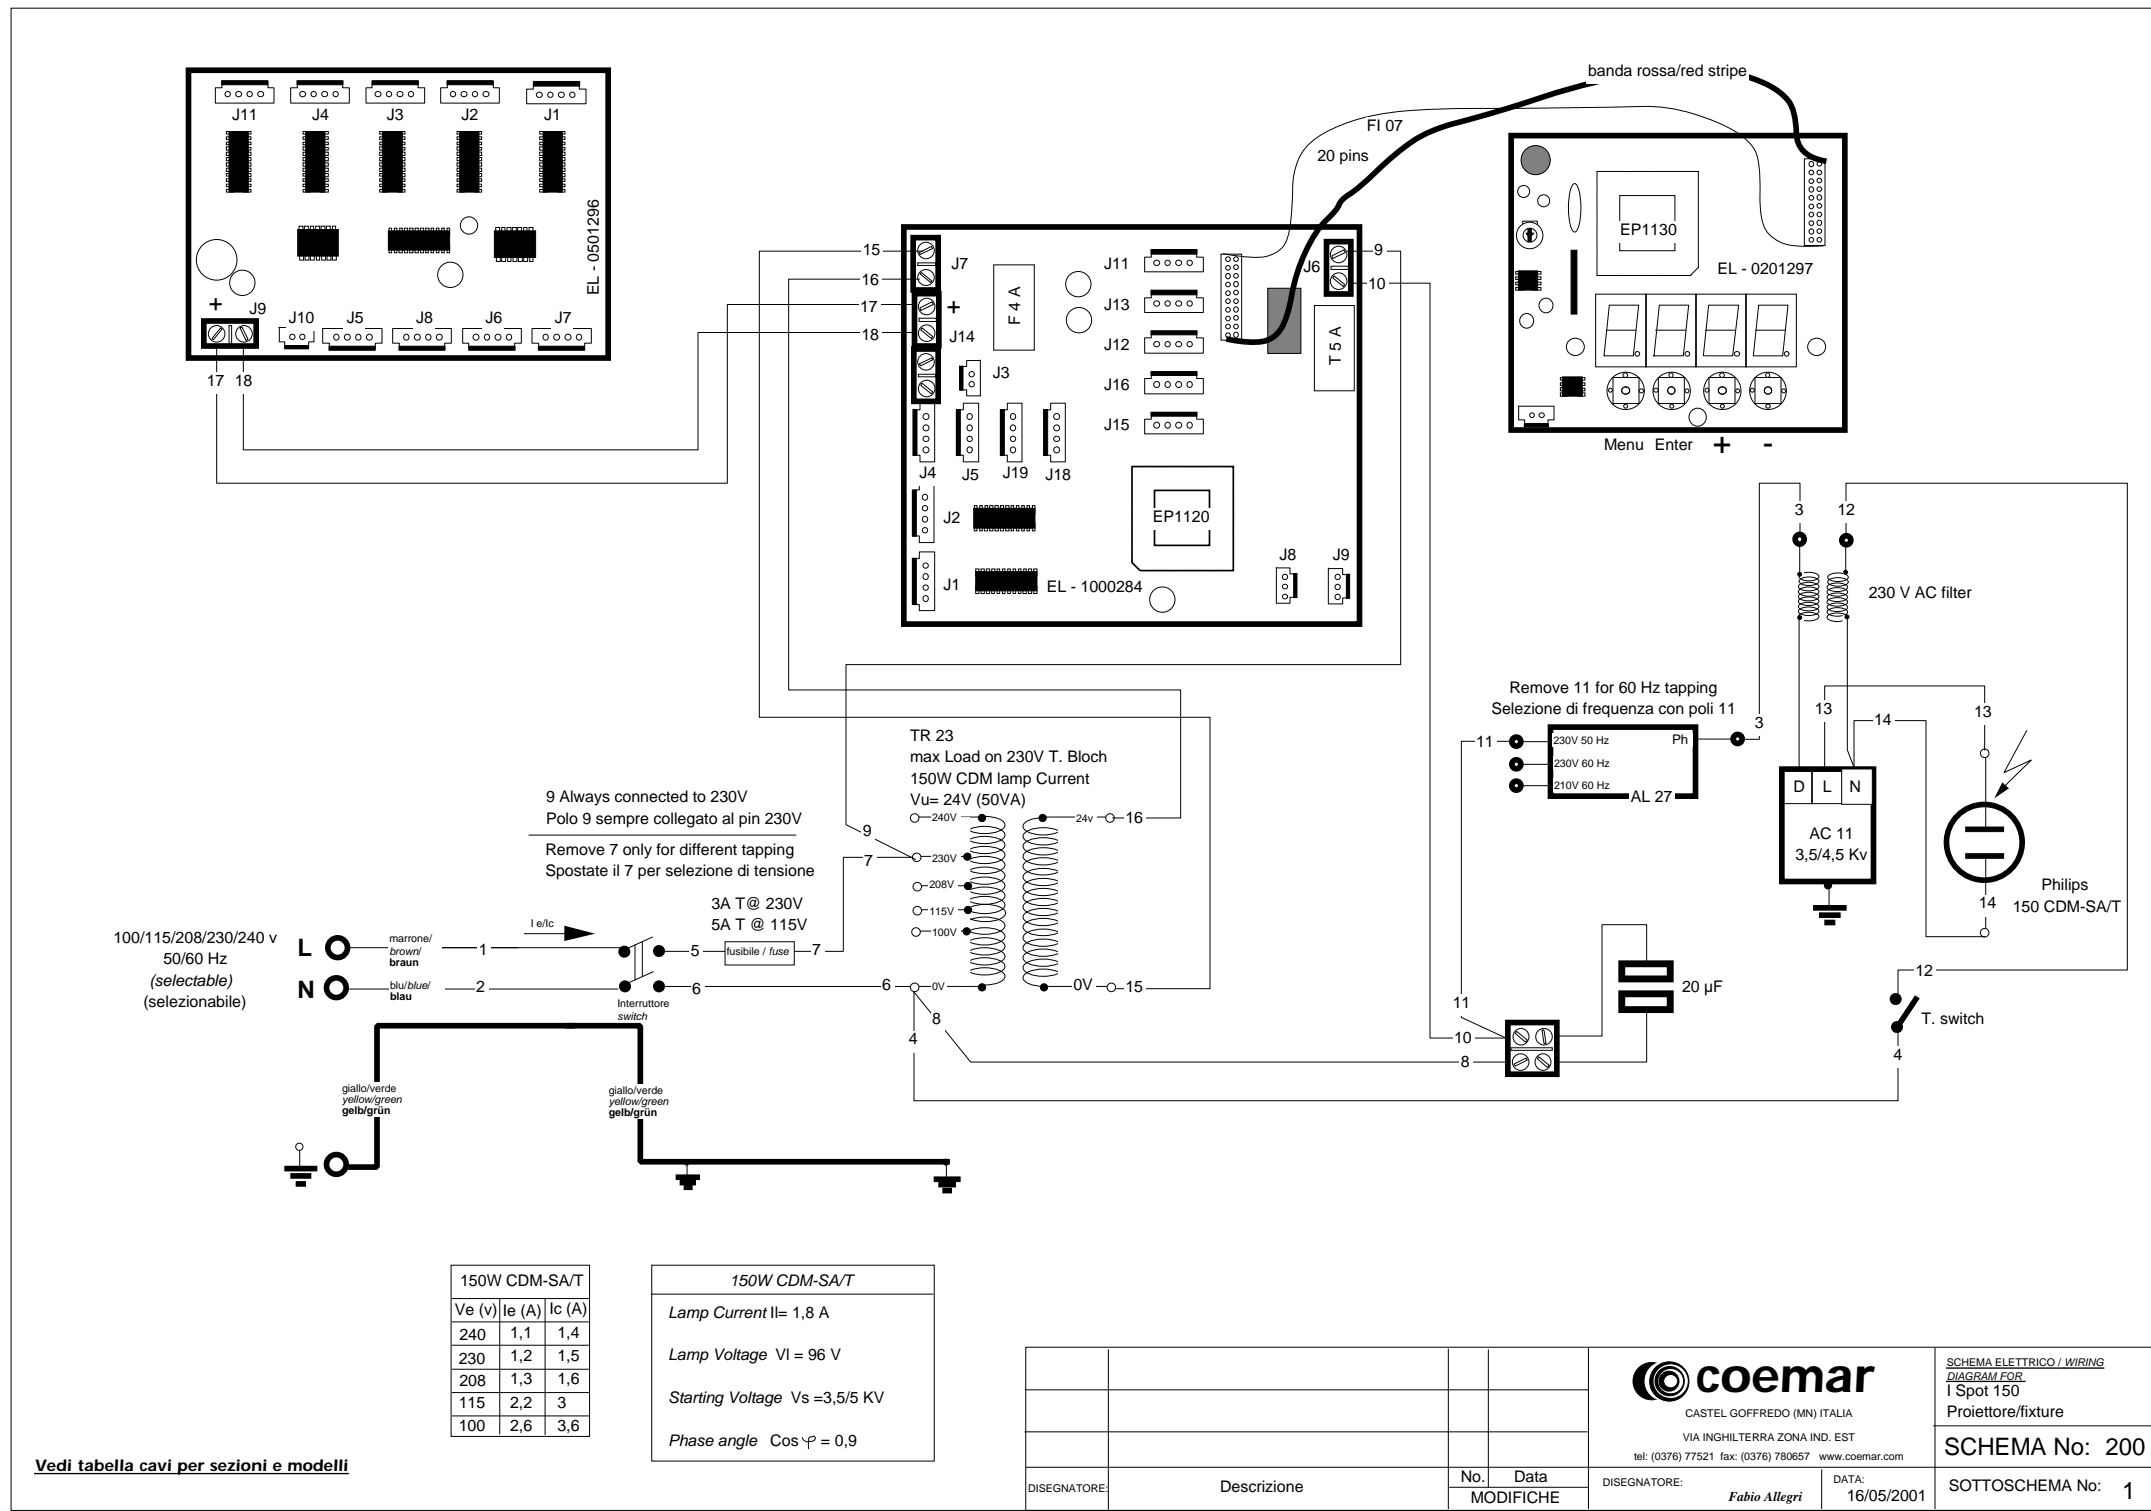 banda rossa/red stripe
FI 07
20 pins
J11
J4
J3
J2
J1
EL - 0501296
+
J9
J10
J5
J8
J6
J7
17
18
15
16
17
18
J7
+
J14
F 4 A
J3
J11
J13
J12
J16
J15
J6
T 5 A
9
10
J4
J5
J19
J18
J2
J1
EP1120
EL - 1000284
J8
J9
EP1130
EL - 0201297
Menu Enter + -
3
12
230 V AC filter
Remove 11 for 60 Hz tapping
Selezione di frequenza con poli 11
11
230V 50 Hz
Ph
230V 60 Hz
210V 60 Hz
AL 27
3
13
14
13
D L N
AC 11
3,5/4,5 Kv
Philips
150 CDM-SA/T
14
12
T. switch
4
TR 23
max Load on 230V T. Bloch
150W CDM lamp Current
Vu= 24V (50VA)
240V
230V
208V
115V
100V
0V
24v
16
0V
15
9 Always connected to 230V
Polo 9 sempre collegato al pin 230V
Remove 7 only for different tapping
Spostate il 7 per selezione di tensione
9
7
3A T@ 230V
5A T @ 115V
fusibile / fuse
5
7
6
6
8
4
100/115/208/230/240 v
50/60 Hz
(selectable)
(selezionabile)
L
N
marrone/
brown/
braun
blu/blue/
blau
1
2
I e/Ic
Interruttore
switch
11
10
8
20 µF
giallo/verde
yellow/green
gelb/grün
giallo/verde
yellow/green
gelb/grün
150W CDM-SA/T
Ve (v) Ie (A) Ic (A)
240 1,1 1,4
230 1,2 1,5
208 1,3 1,6
115 2,2 3
100 2,6 3,6
150W CDM-SA/T
Lamp Current Il= 1,8 A
Lamp Voltage Vl = 96 V
Starting Voltage Vs =3,5/5 KV
Phase angle Cos φ = 0,9
Vedi tabella cavi per sezioni e modelli
DISEGNATORE:
Descrizione
No. Data
MODIFICHE
coemar
CASTEL GOFFREDO (MN) ITALIA
VIA INGHILTERRA ZONA IND. EST
tel: (0376) 77521 fax: (0376) 780657 www.coemar.com
DISEGNATORE:
Fabio Allegri
DATA:
16/05/2001
SCHEMA ELETTRICO / WIRING
DIAGRAM FOR
I Spot 150
Proiettore/fixture
SCHEMA No: 200
SOTTOSCHEMA No: 1